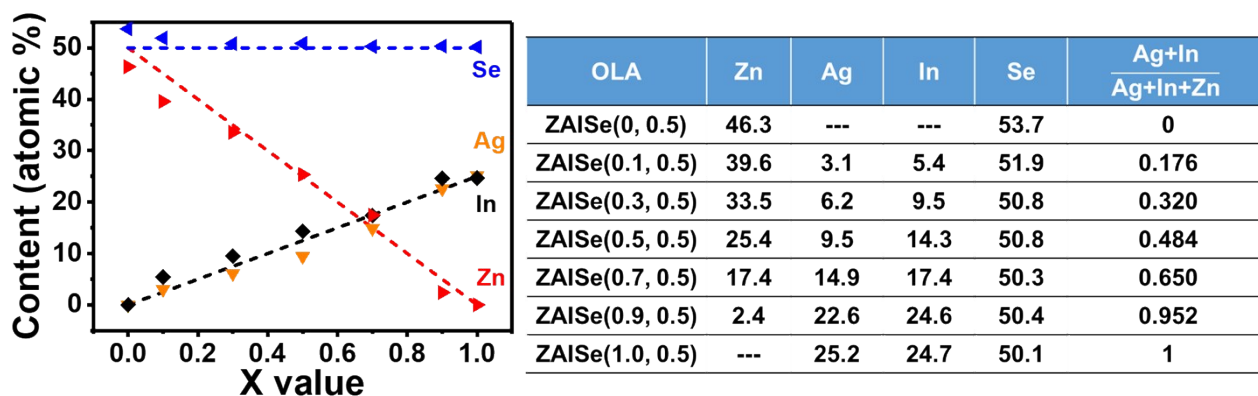 Content (atomic %)
50
40
30
20
10
0
Se
Ag
In
Zn
0.0 0.2 0.4 0.6 0.8 1.0
X value
OLA Zn Ag In Se Ag+In
Ag+In+Zn
ZAISe(0, 0.5) 46.3 --- --- 53.7 0
ZAISe(0.1, 0.5) 39.6 3.1 5.4 51.9 0.176
ZAISe(0.3, 0.5) 33.5 6.2 9.5 50.8 0.320
ZAISe(0.5, 0.5) 25.4 9.5 14.3 50.8 0.484
ZAISe(0.7, 0.5) 17.4 14.9 17.4 50.3 0.650
ZAISe(0.9, 0.5) 2.4 22.6 24.6 50.4 0.952
ZAISe(1.0, 0.5) --- 25.2 24.7 50.1 1